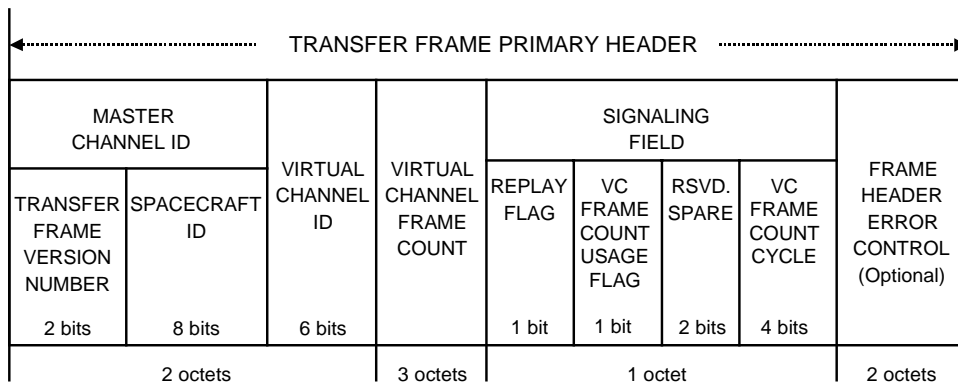 TRANSFER FRAME PRIMARY HEADER
MASTER
CHANNEL ID
TRANSFER
FRAME
VERSION
NUMBER
2 bits
SPACECRAFT
ID
8 bits
VIRTUAL
CHANNEL
ID
6 bits
VIRTUAL
CHANNEL
FRAME
COUNT
SIGNALING
FIELD
REPLAY
FLAG
1 bit
VC
FRAME
COUNT
USAGE
FLAG
1 bit
RSVD.
SPARE
2 bits
VC
FRAME
COUNT
CYCLE
4 bits
FRAME
HEADER
ERROR
CONTROL
(Optional)
2 octets
3 octets
1 octet
2 octets